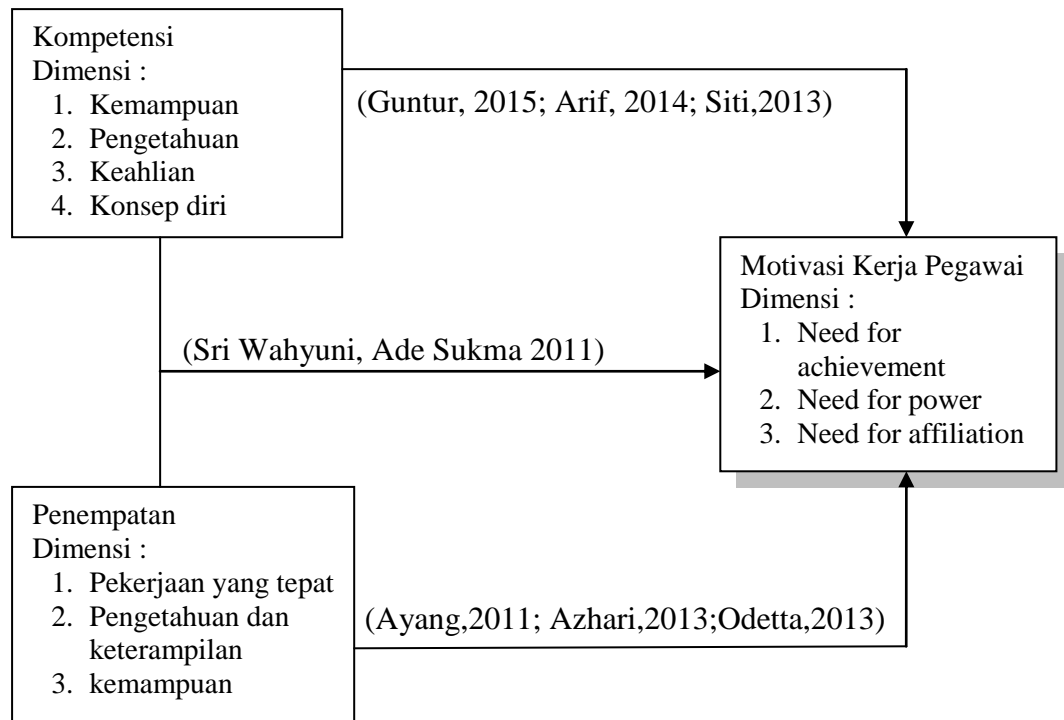 Kompetensi
Dimensi :
1. Kemampuan
2. Pengetahuan
3. Keahlian
4. Konsep diri
(Guntur, 2015; Arif, 2014; Siti,2013)
Motivasi Kerja Pegawai
Dimensi :
1. Need for
achievement
2. Need for power
3. Need for affiliation
(Sri Wahyuni, Ade Sukma 2011)
Penempatan
Dimensi :
1. Pekerjaan yang tepat
2. Pengetahuan dan
keterampilan
3. kemampuan
(Ayang,2011; Azhari,2013;Odetta,2013)